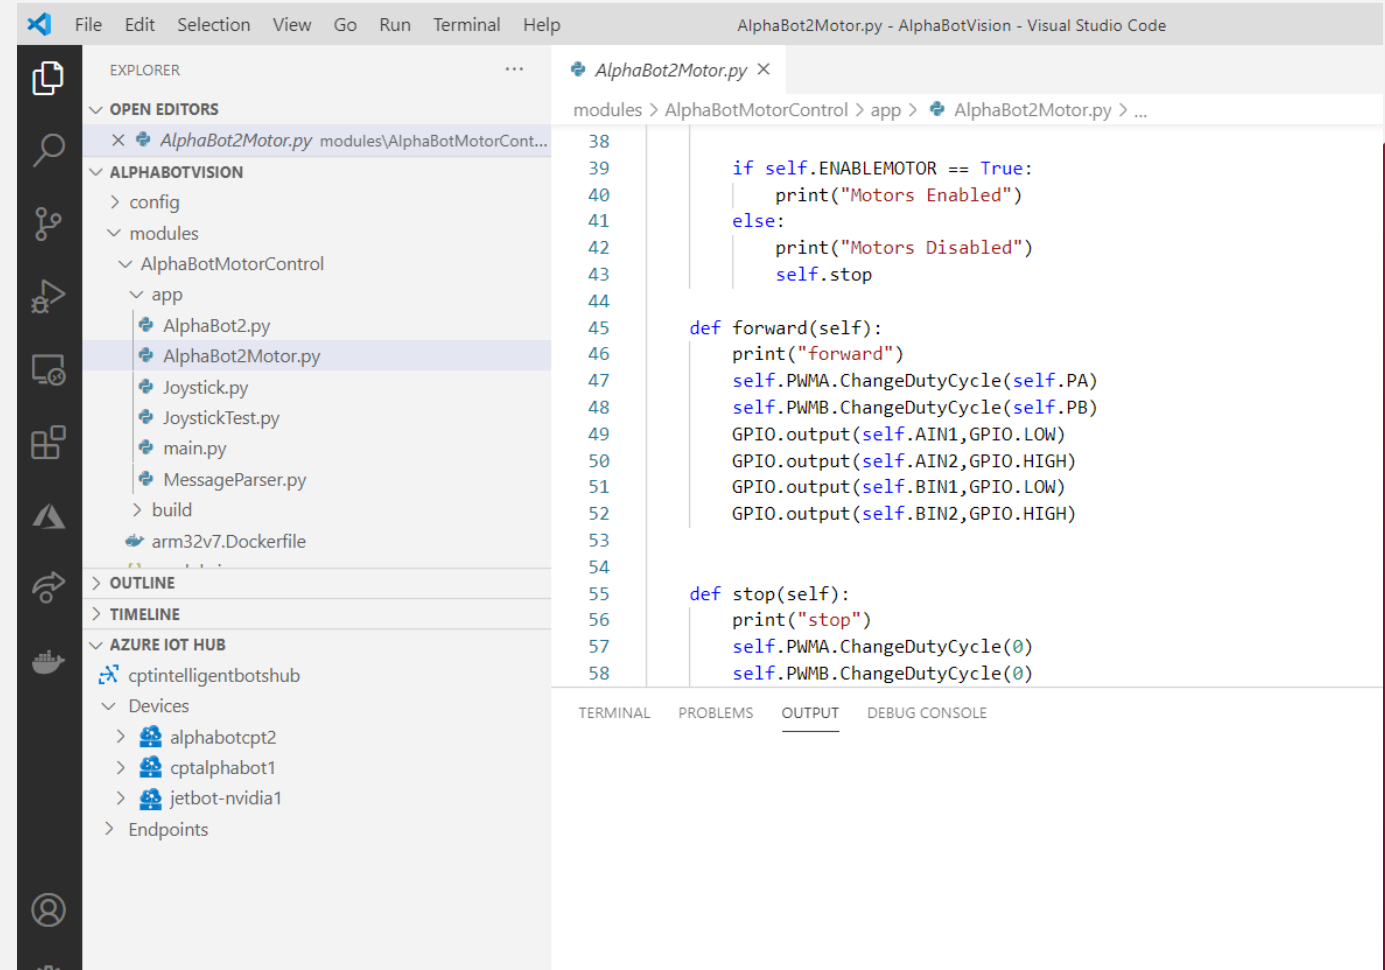 File Edit Selection View Go Run Terminal Help AlphaBot2Motor.py - AlphaBotVision - Visual Studio Code
EXPLORER ...
OPEN EDITORS
AlphaBot2Motor.py modules\AlphaBotMotorCont...
ALPHABOTVISION
config
modules
AlphaBotMotorControl
app
AlphaBot2.py
AlphaBot2Motor.py
Joystick.py
JoystickTest.py
main.py
MessageParser.py
build
arm32v7.Dockerfile
OUTLINE
TIMELINE
AZURE IOT HUB
cptintelligentbotshub
Devices
alphabotcpt2
cptalphabot1
jetbot-nvidia1
Endpoints
AlphaBot2Motor.py
modules > AlphaBotMotorControl > app > AlphaBot2Motor.py > ...
38
39 if self.ENABLEMOTOR == True:
40 print("Motors Enabled")
41 else:
42 print("Motors Disabled")
43 self.stop
44
45 def forward(self):
46 print("forward")
47 self.PWMA.ChangeDutyCycle(self.PA)
48 self.PWMB.ChangeDutyCycle(self.PB)
49 GPIO.output(self.AIN1,GPIO.LOW)
50 GPIO.output(self.AIN2,GPIO.HIGH)
51 GPIO.output(self.BIN1,GPIO.LOW)
52 GPIO.output(self.BIN2,GPIO.HIGH)
53
54
55 def stop(self):
56 print("stop")
57 self.PWMA.ChangeDutyCycle(0)
58 self.PWMB.ChangeDutyCycle(0)
TERMINAL PROBLEMS OUTPUT DEBUG CONSOLE